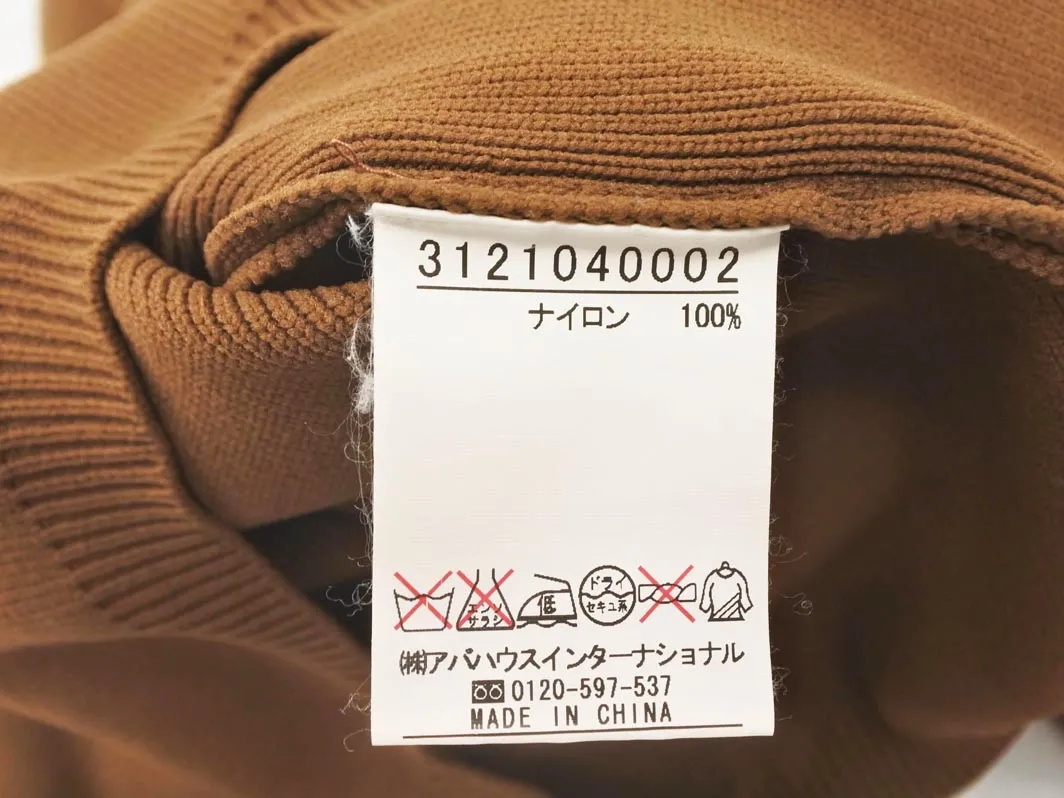 3121040002
ナイロン 100%
エンソ
サラシ
低
ドライ
セキユ系
(株)アバハウスインターナショナル
0120-597-537
MADE IN CHINA